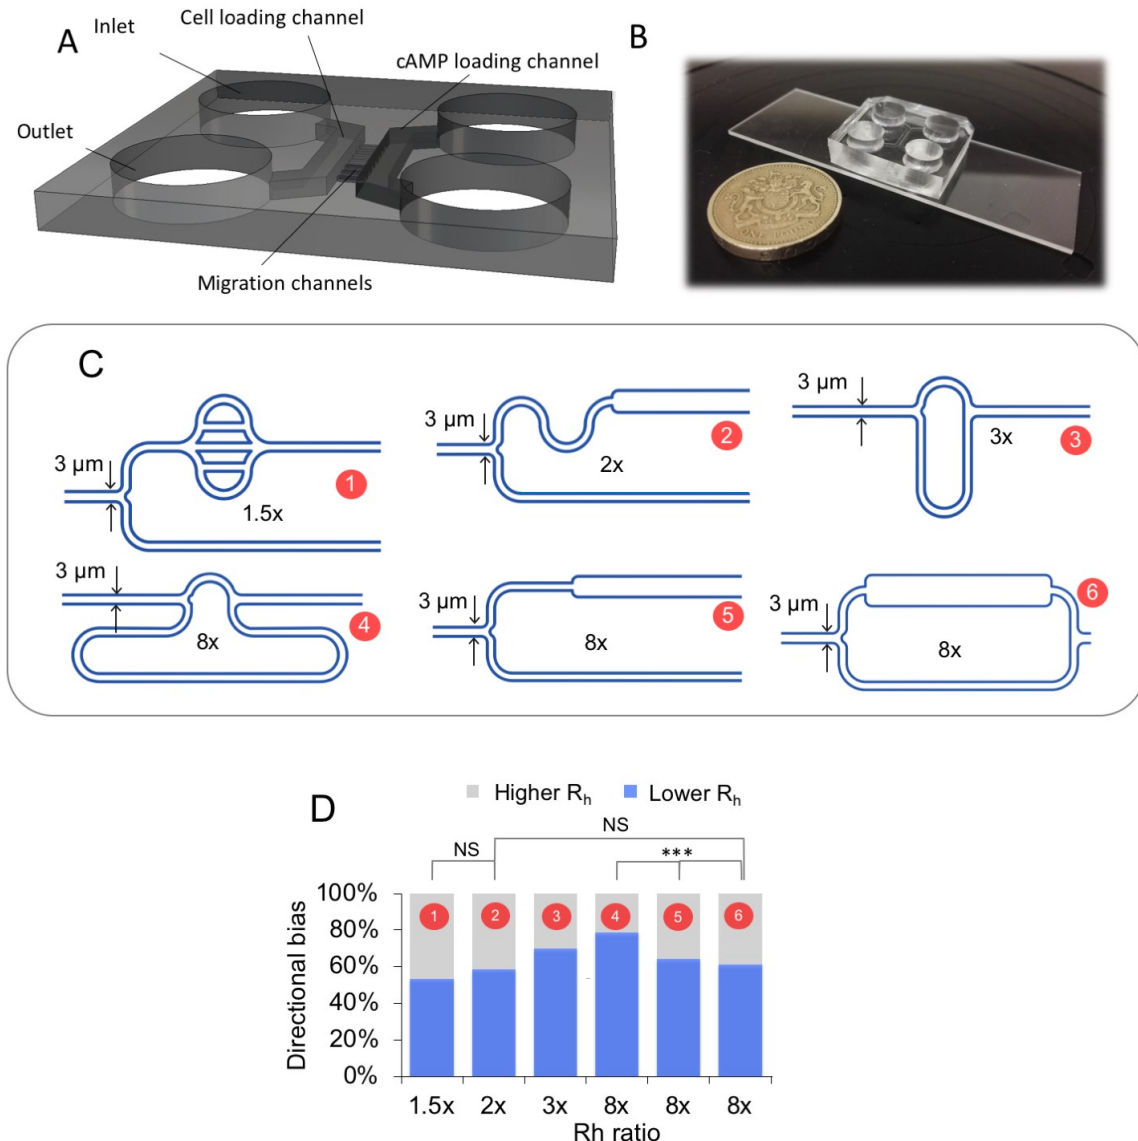 A
Inlet
Cell loading channel
cAMP loading channel
Outlet
Migration channels
B
ONE POUND
C
3 µm
1.5x
1
3 µm
2x
2
3 µm
3x
3
3 µm
8x
4
3 µm
8x
5
3 µm
8x
6
D
Higher Rh
Lower Rh
NS
NS
***
Directional bias
100%
80%
60%
40%
20%
0%
1
2
3
4
5
6
1.5x 2x 3x 8x 8x 8x
Rh ratio